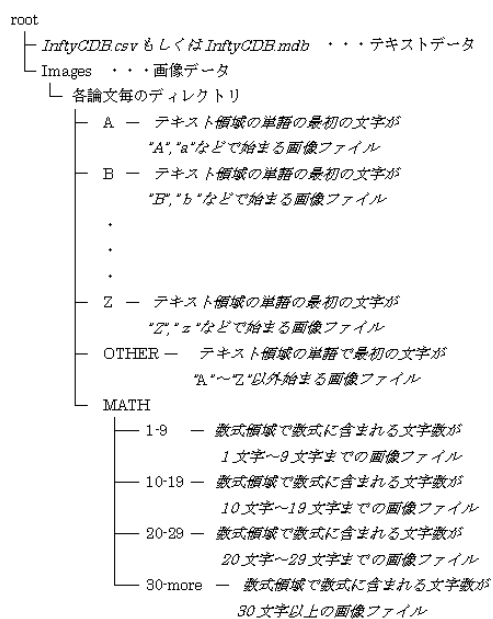 root
InftyCDB.csvもしくはInftyCDB.mdb ・・・テキストデータ
Images ・・・画像データ
各論文毎のディレクトリ
A ― テキスト領域の単語の最初の文字が
"A","a"などで始まる画像ファイル
B ― テキスト領域の単語の最初の文字が
"B","b"などで始まる画像ファイル
・
・
・
Z ― テキスト領域の単語の最初の文字が
"Z","z"などで始まる画像ファイル
OTHER ― テキスト領域の単語で最初の文字が
"A"～"Z"以外始まる画像ファイル
MATH
1-9 ― 数式領域で数式に含まれる文字数が
1文字～9文字までの画像ファイル
10-19 ― 数式領域で数式に含まれる文字数が
10文字～19文字までの画像ファイル
20-29 ― 数式領域で数式に含まれる文字数が
20文字～29文字までの画像ファイル
30-more ― 数式領域で数式に含まれる文字数が
30文字以上の画像ファイル